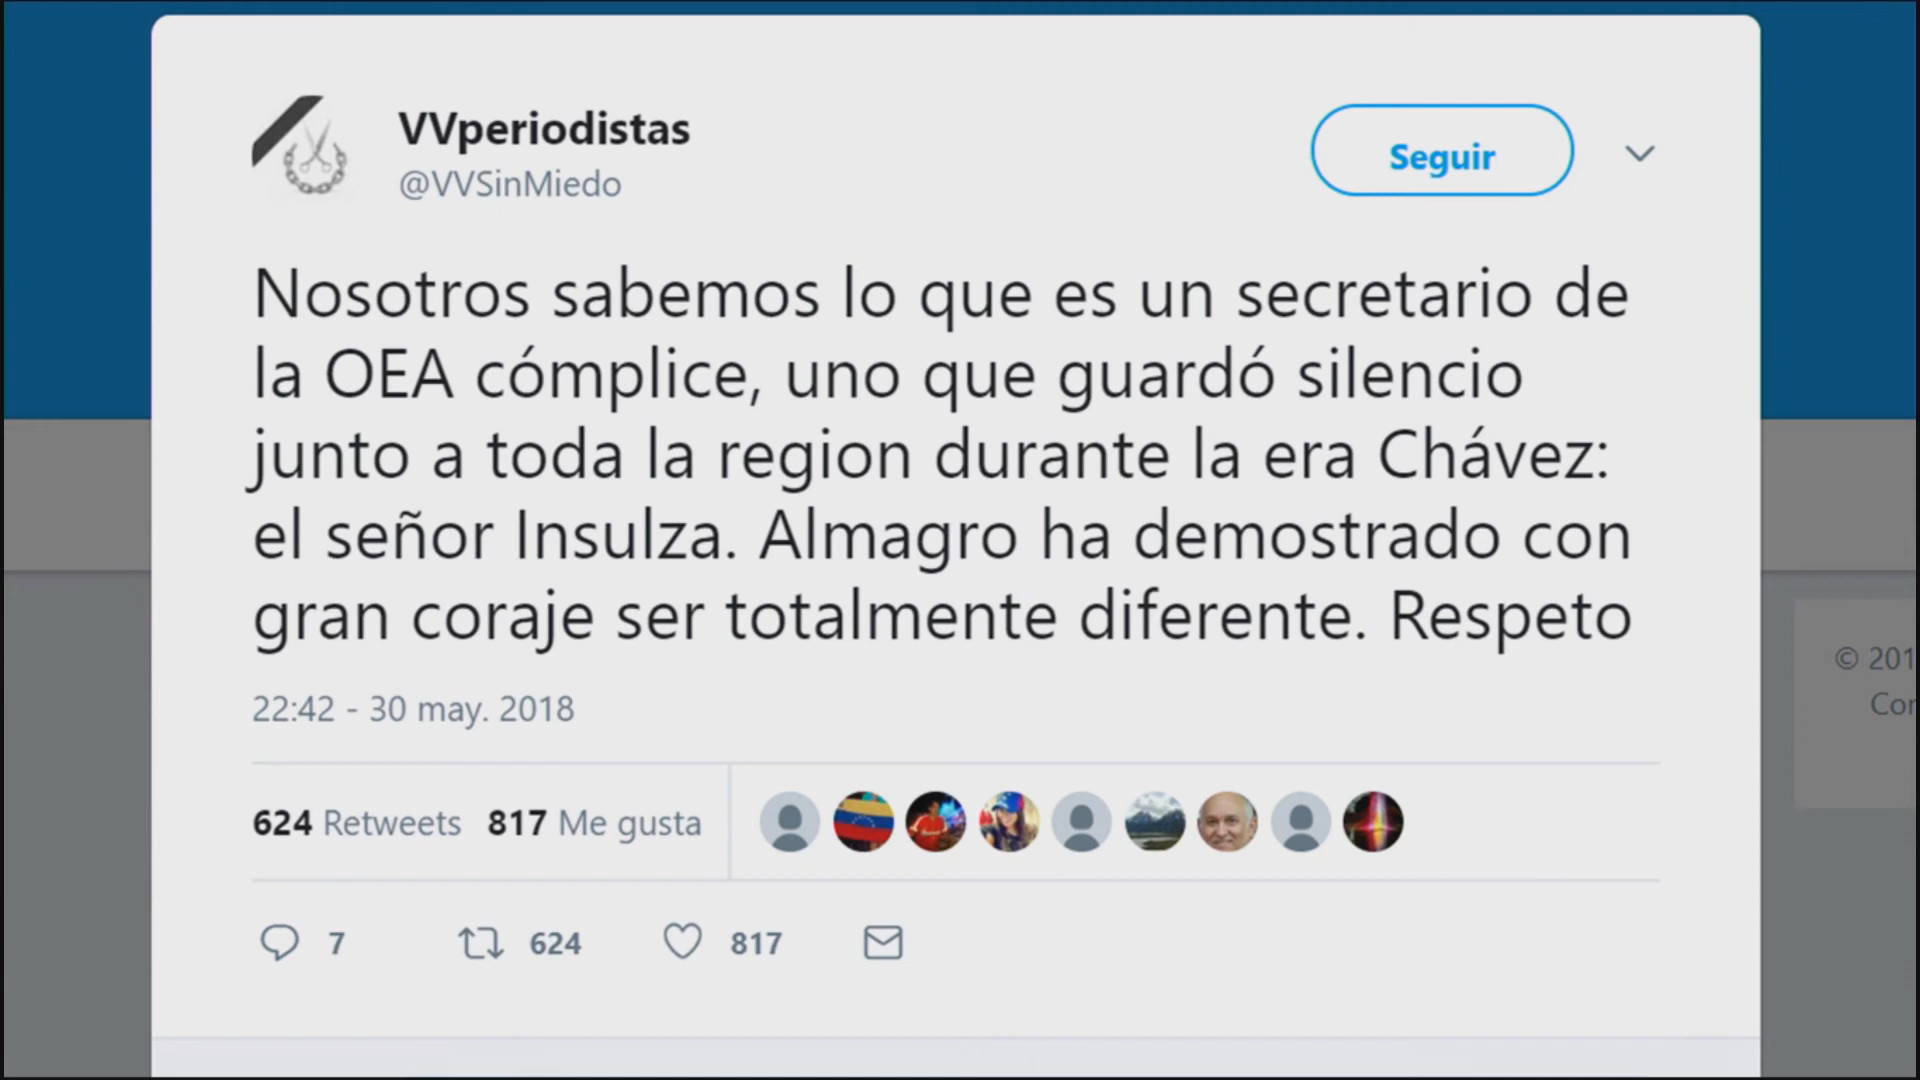 VVperiodistas
@VVSinMiedo
Seguir
Nosotros sabemos lo que es un secretario de
la OEA cómplice, uno que guardó silencio
junto a toda la region durante la era Chávez:
el señor Insulza. Almagro ha demostrado con
gran coraje ser totalmente diferente. Respeto
22:42 - 30 may. 2018
624 Retweets 817 Me gusta
7 624 817
© 201
Cor